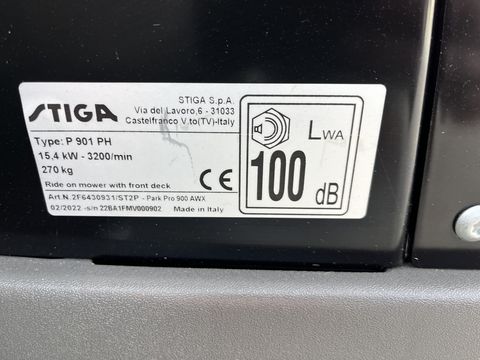 STIGA
STIGA S.p.A.
Via del Lavoro,6 - 31033
Castelfranco V.to(TV)-Italy
Type: P 901 PH
15,4 kW - 3200/min
270 kg
Ride on mower with front deck
Art.N.2F6430931/ST2P - Park Pro 900 AWX
02/2022 -s/n 22BA1FMV000902 Made in Italy
CE
LWA
100 dB